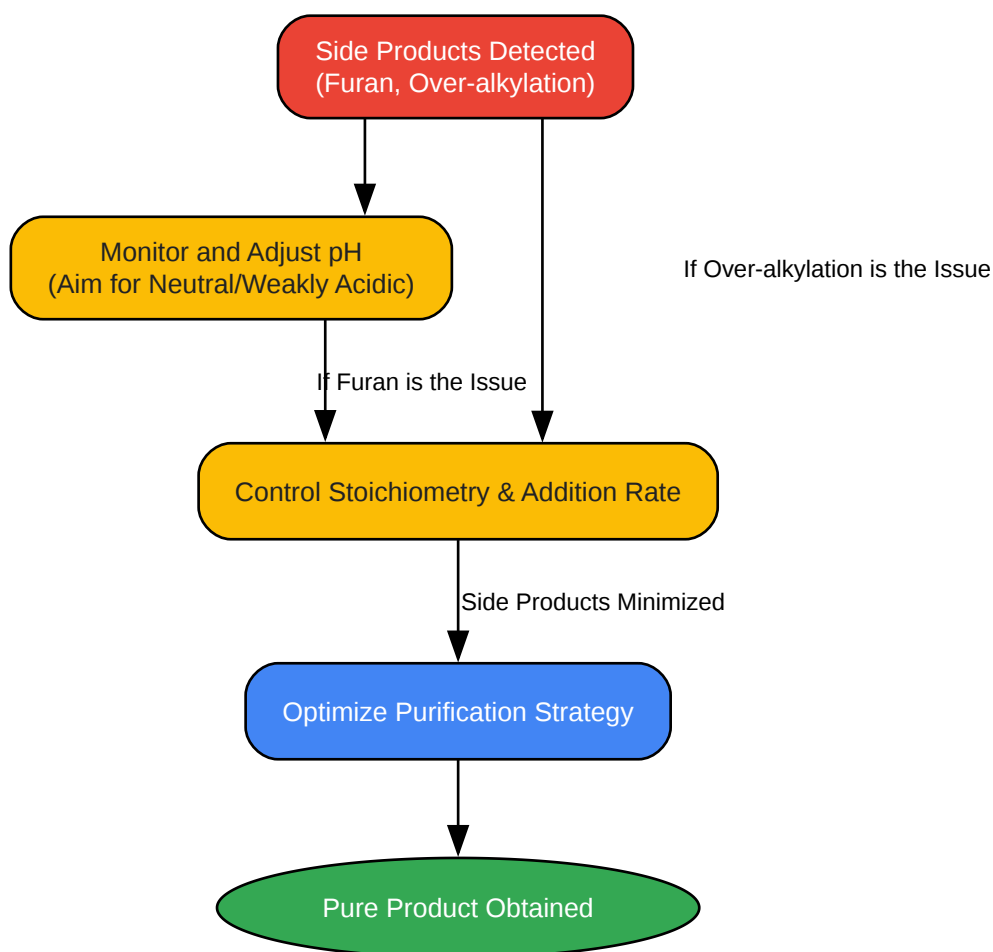 Side Products Detected
(Furan, Over-alkylation)
Monitor and Adjust pH
(Aim for Neutral/Weakly Acidic)
If Over-alkylation is the Issue
If Furan is the Issue
Control Stoichiometry & Addition Rate
Side Products Minimized
Optimize Purification Strategy
Pure Product Obtained